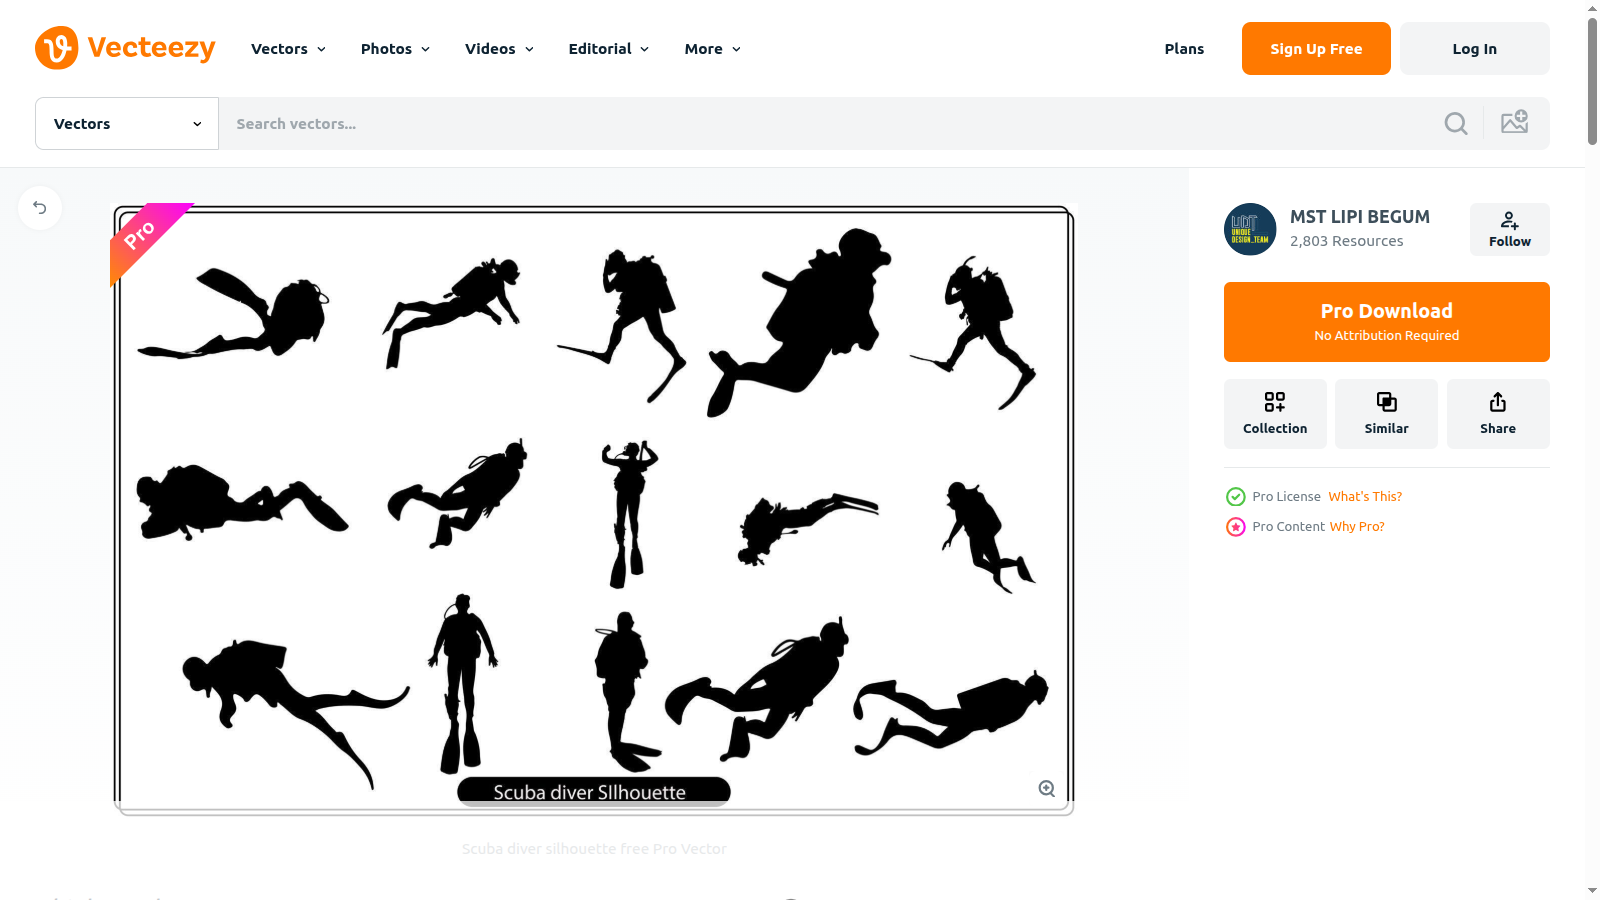 Vecteezy
Vectors
Photos
Videos
Editorial
More
Plans
Sign Up Free
Log In
Vectors
Search vectors...
Pro
MST LIPI BEGUM
2,803 Resources
Follow
UDT
UNIQUE
DESIGN_TEAM
Pro Download
No Attribution Required
Collection
Similar
Share
Pro License What's This?
Pro Content Why Pro?
Scuba diver SIlhouette
Scuba diver silhouette free Pro Vector